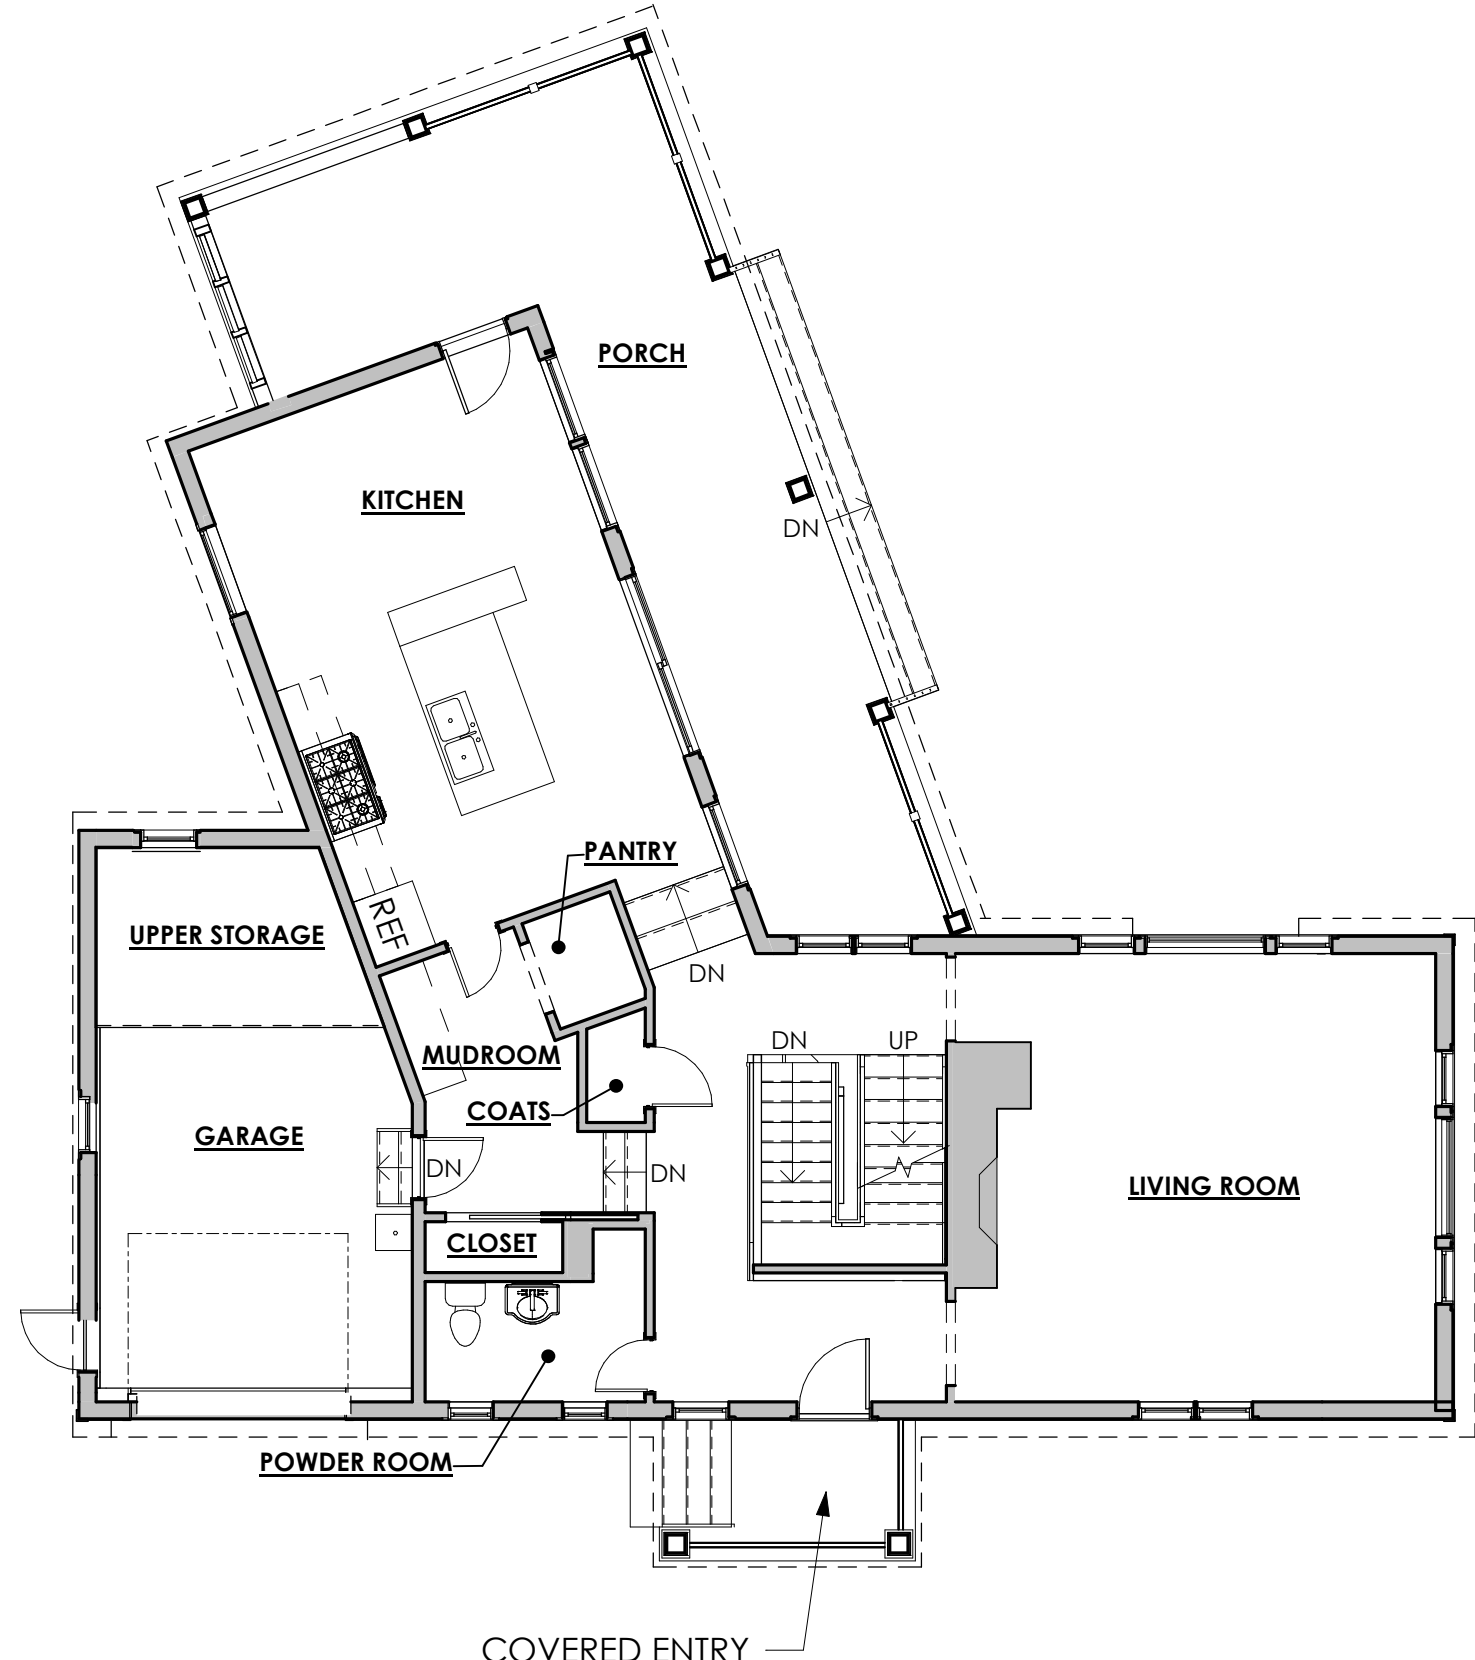 PORCH
KITCHEN
DN
PANTRY
REF
UPPER STORAGE
DN
DN
UP
MUDROOM
COATS
GARAGE
DN
DN
LIVING ROOM
CLOSET
POWDER ROOM
COVERED ENTRY